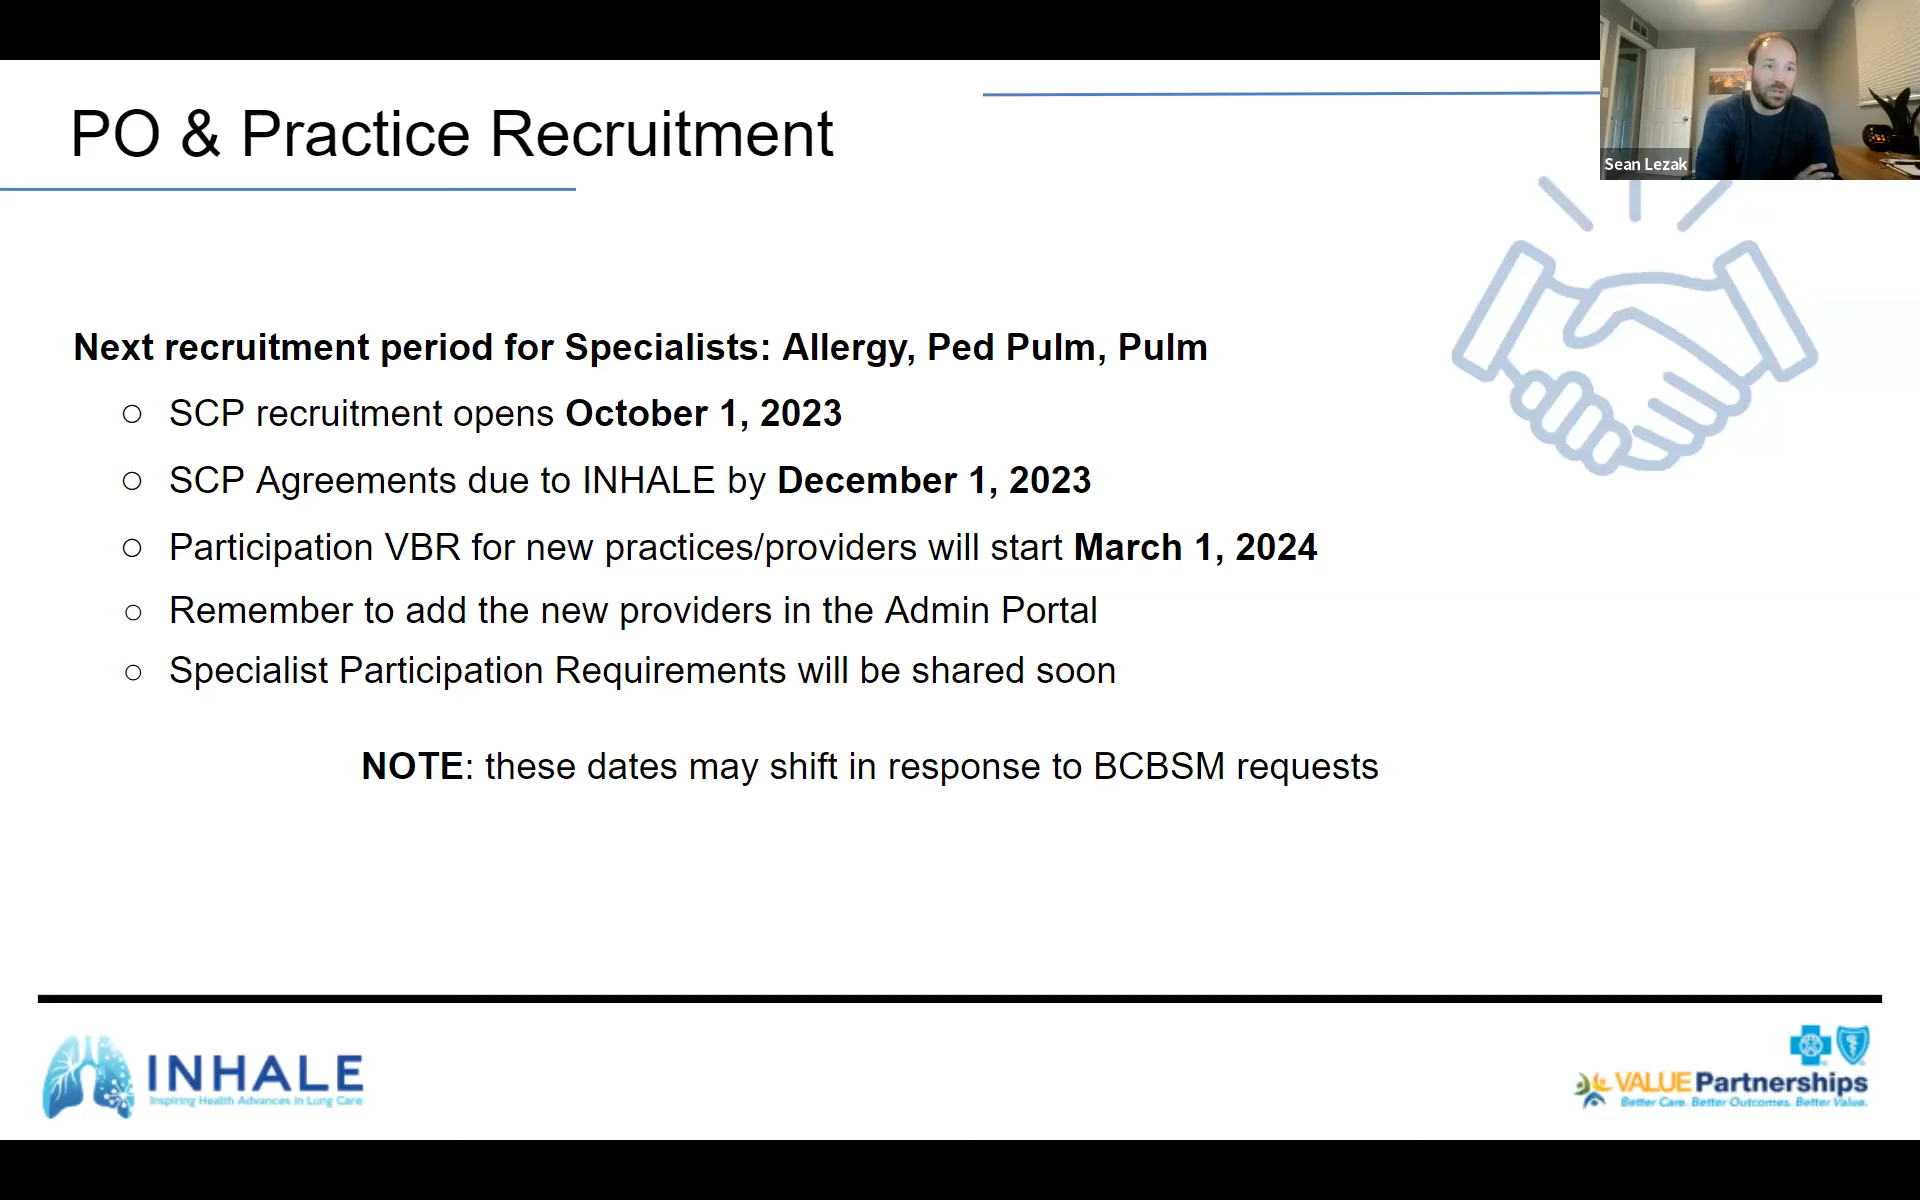 Sean Lezak
PO & Practice Recruitment
Next recruitment period for Specialists: Allergy, Ped Pulm, Pulm
○ SCP recruitment opens October 1, 2023
○ SCP Agreements due to INHALE by December 1, 2023
○ Participation VBR for new practices/providers will start March 1, 2024
○ Remember to add the new providers in the Admin Portal
○ Specialist Participation Requirements will be shared soon
NOTE: these dates may shift in response to BCBSM requests
INHALE
Inspiring Health Advances in Lung Care
VALUE Partnerships
Better Care. Better Outcomes. Better Value.